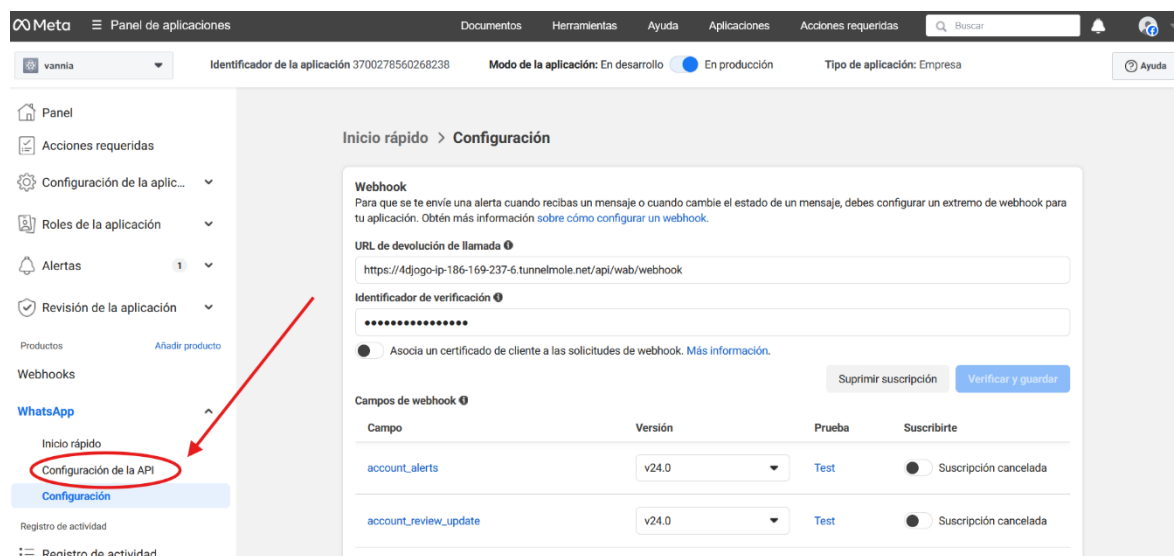 Meta
Panel de aplicaciones
Documentos
Herramientas
Ayuda
Aplicaciones
Acciones requeridas
Buscar
vannia
Identificador de la aplicación 3700278560268238
Modo de la aplicación: En desarrollo
En producción
Tipo de aplicación: Empresa
Ayuda
Panel
Acciones requeridas
Configuración de la aplic...
Roles de la aplicación
Alertas
1
Revisión de la aplicación
Productos
Añadir producto
Webhooks
WhatsApp
Inicio rápido
Configuración de la API
Configuración
Registro de actividad
Registro de actividad
Inicio rápido > Configuración
Webhook
Para que se te envíe una alerta cuando recibas un mensaje o cuando cambie el estado de un mensaje, debes configurar un extremo de webhook para
tu aplicación. Obtén más información sobre cómo configurar un webhook.
URL de devolución de llamada
https://4djogo-ip-186-169-237-6.tunnelmole.net/api/wab/webhook
Identificador de verificación
••••••••••••••••
Asocia un certificado de cliente a las solicitudes de webhook. Más información.
Suprimir suscripción
Verificar y guardar
Campos de webhook
Campo
Versión
Prueba
Suscribirte
account_alerts
v24.0
Test
Suscripción cancelada
account_review_update
v24.0
Test
Suscripción cancelada